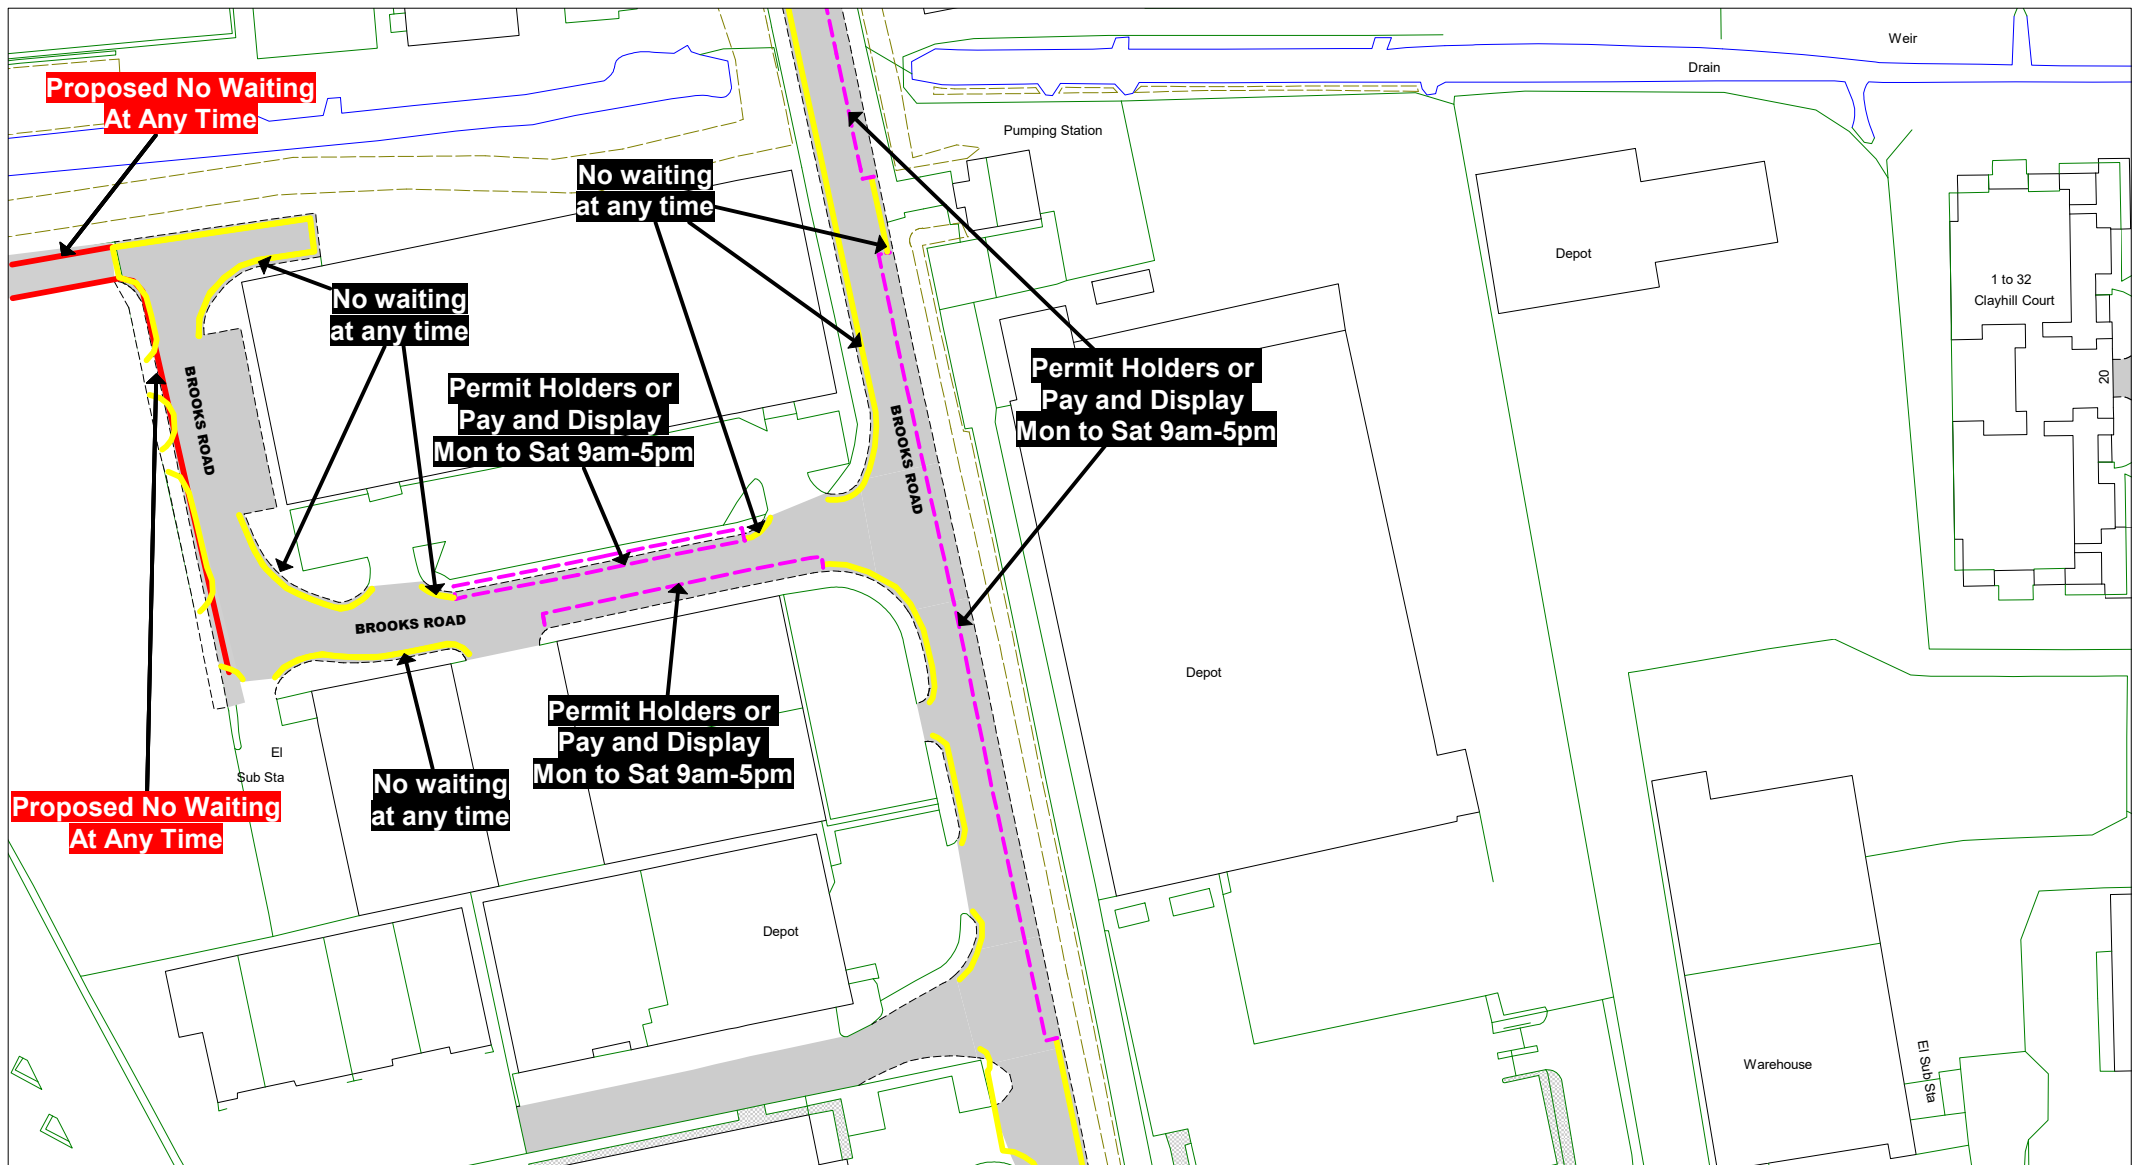 Weir
Drain
Proposed No Waiting
At Any Time
Pumping Station
No waiting
at any time
Depot
1 to 32
Clayhill Court
No waiting
at any time
20
BROOKS ROAD
Permit Holders or
Pay and Display
Mon to Sat 9am-5pm
Permit Holders or
Pay and Display
Mon to Sat 9am-5pm
BROOKS ROAD
BROOKS ROAD
Depot
Permit Holders or
Pay and Display
Mon to Sat 9am-5pm
El
Sub Sta
No waiting
at any time
Proposed No Waiting
At Any Time
Depot
Warehouse
El Sub Sta